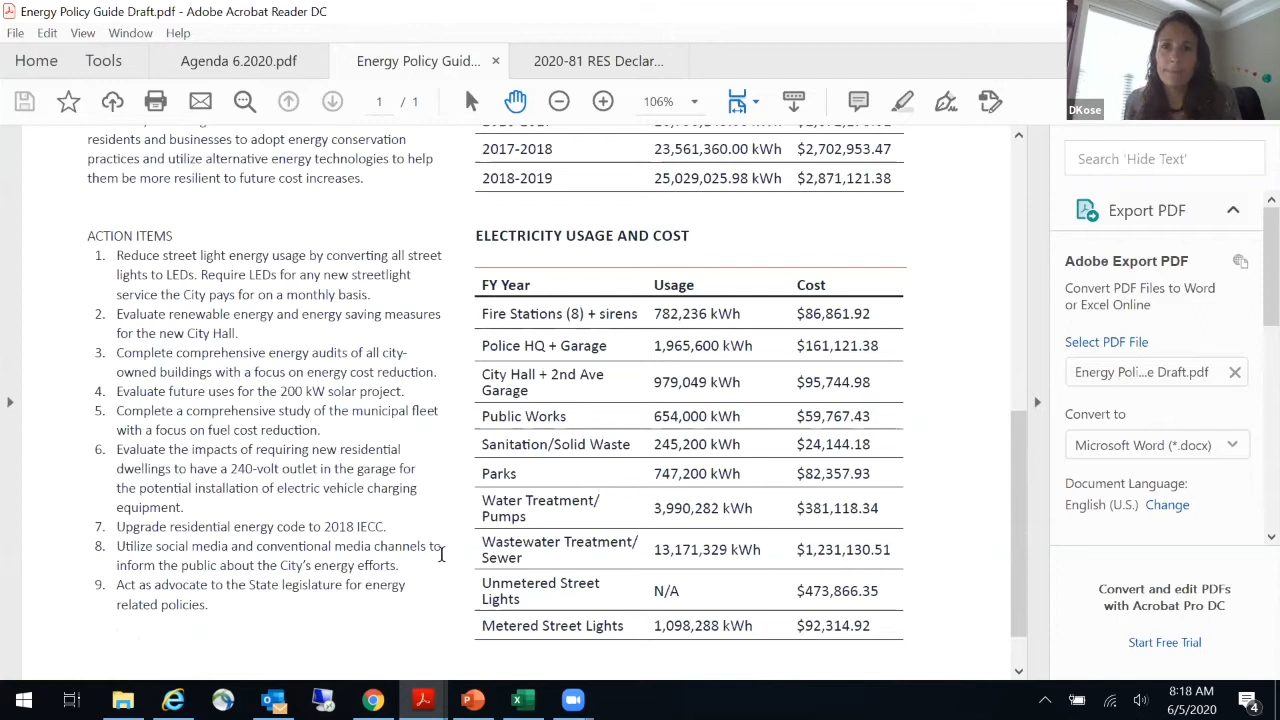 Energy Policy Guide Draft.pdf - Adobe Acrobat Reader DC
File Edit View Window Help
Home Tools Agenda 6.2020.pdf Energy Policy Guid... × 2020-81 RES Declar...
1 / 1 106%
DKose
residents and businesses to adopt energy conservation
practices and utilize alternative energy technologies to help
them be more resilient to future cost increases.
ACTION ITEMS
1. Reduce street light energy usage by converting all street
lights to LEDs. Require LEDs for any new streetlight
service the City pays for on a monthly basis.
2. Evaluate renewable energy and energy saving measures
for the new City Hall.
3. Complete comprehensive energy audits of all city-
owned buildings with a focus on energy cost reduction.
4. Evaluate future uses for the 200 kW solar project.
5. Complete a comprehensive study of the municipal fleet
with a focus on fuel cost reduction.
6. Evaluate the impacts of requiring new residential
dwellings to have a 240-volt outlet in the garage for
the potential installation of electric vehicle charging
equipment.
7. Upgrade residential energy code to 2018 IECC.
8. Utilize social media and conventional media channels to
inform the public about the City's energy efforts.
9. Act as advocate to the State legislature for energy
related policies.
2017-2018 23,561,360.00 kWh $2,702,953.47
2018-2019 25,029,025.98 kWh $2,871,121.38
ELECTRICITY USAGE AND COST
FY Year Usage Cost
Fire Stations (8) + sirens 782,236 kWh $86,861.92
Police HQ + Garage 1,965,600 kWh $161,121.38
City Hall + 2nd Ave
Garage 979,049 kWh $95,744.98
Public Works 654,000 kWh $59,767.43
Sanitation/Solid Waste 245,200 kWh $24,144.18
Parks 747,200 kWh $82,357.93
Water Treatment/
Pumps 3,990,282 kWh $381,118.34
Wastewater Treatment/
Sewer 13,171,329 kWh $1,231,130.51
Unmetered Street
Lights N/A $473,866.35
Metered Street Lights 1,098,288 kWh $92,314.92
Search 'Hide Text'
Export PDF
Adobe Export PDF
Convert PDF Files to Word
or Excel Online
Select PDF File
Energy Poli...e Draft.pdf ×
Convert to
Microsoft Word (*.docx)
Document Language:
English (U.S.) Change
Convert and edit PDFs
with Acrobat Pro DC
Start Free Trial
8:18 AM
6/5/2020
4